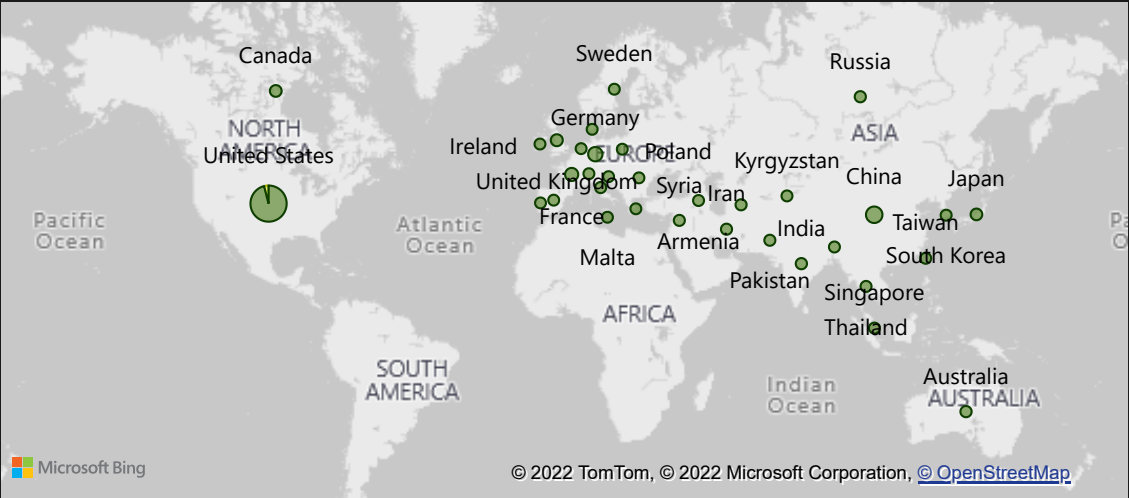 Canada
Sweden
Russia
NORTH
AMERICA
United States
Germany
Ireland
EUROPE
Poland
ASIA
Kyrgyzstan
China
Japan
United Kingdom
Syria
Iran
Pacific
Ocean
Atlantic
Ocean
France
Armenia
India
Taiwan
Pa
O
Malta
South Korea
Pakistan
Singapore
AFRICA
Thailand
SOUTH
AMERICA
Indian
Ocean
Australia
AUSTRALIA
Microsoft Bing
© 2022 TomTom, © 2022 Microsoft Corporation, © OpenStreetMap